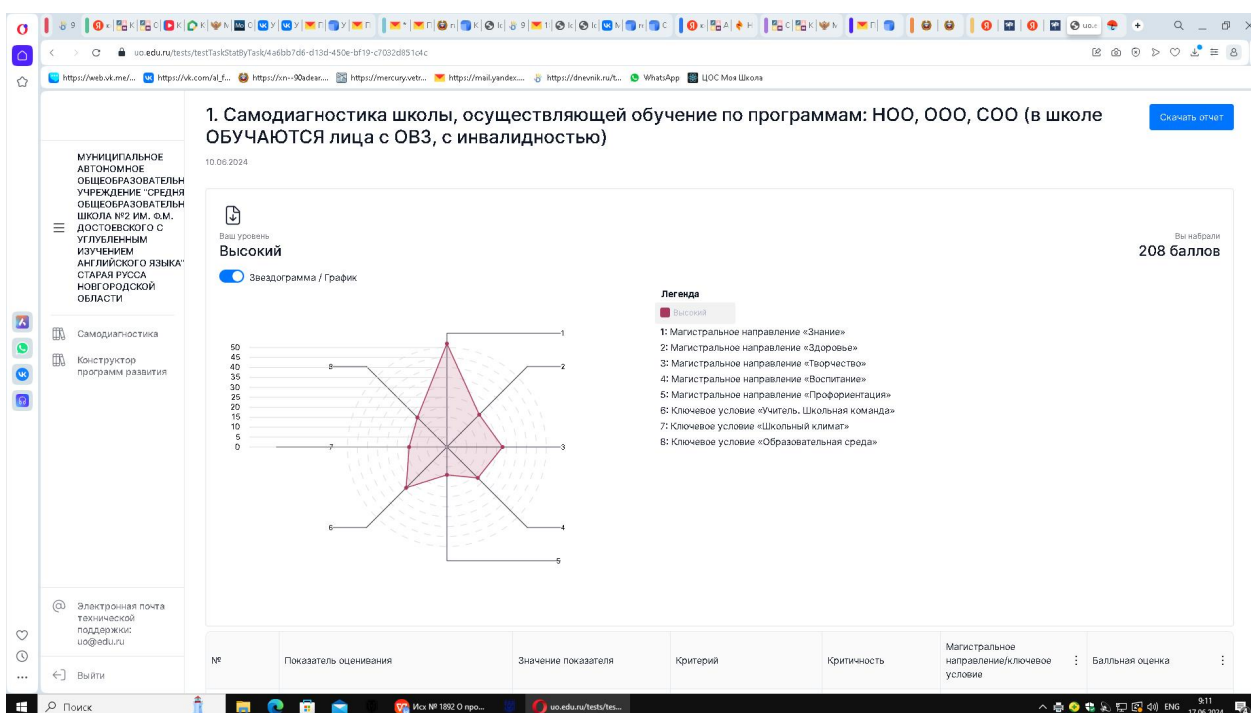 uo.edu.ru/tests/testTaskStatByTask/4a6bb7d6-d13d-450e-bf19-c7032d851c4c
https://web.vk.me/... https://vk.com/al_f... https://xn--90adear.... https://mercury.vetr... https://mail.yandex.... https://dnevnik.ru/t... WhatsApp ЦОС Моя Школа
1. Самодиагностика школы, осуществляющей обучение по программам: НОО, ООО, СОО (в школе
ОБУЧАЮТСЯ лица с ОВЗ, с инвалидностью)
Скачать отчет
10.06.2024
МУНИЦИПАЛЬНОЕ
АВТОНОМНОЕ
ОБЩЕОБРАЗОВАТЕЛЬН
УЧРЕЖДЕНИЕ "СРЕДНЯ
ОБЩЕОБРАЗОВАТЕЛЬН
ШКОЛА №2 ИМ. Ф.М.
ДОСТОЕВСКОГО С
УГЛУБЛЕННЫМ
ИЗУЧЕНИЕМ
АНГЛИЙСКОГО ЯЗЫКА"
СТАРАЯ РУССА
НОВГОРОДСКОЙ
ОБЛАСТИ
Самодиагностика
Конструктор
программ развития
Электронная почта
технической
поддержки:
uo@edu.ru
Выйти
Ваш уровень
Высокий
Вы набрали
208 баллов
Звездограмма / График
50
45
40
35
30
25
20
15
10
5
0
1
2
3
4
5
6
7
8
Легенда
Высокий
1: Магистральное направление «Знание»
2: Магистральное направление «Здоровье»
3: Магистральное направление «Творчество»
4: Магистральное направление «Воспитание»
5: Магистральное направление «Профориентация»
6: Ключевое условие «Учитель. Школьная команда»
7: Ключевое условие «Школьный климат»
8: Ключевое условие «Образовательная среда»
№ Показатель оценивания Значение показателя Критерий Критичность Магистральное
направление/ключевое
условие
Балльная оценка
Поиск
Исх № 1892 О про...
uo.edu.ru/tests/tes...
ENG
9:11
17.06.2024